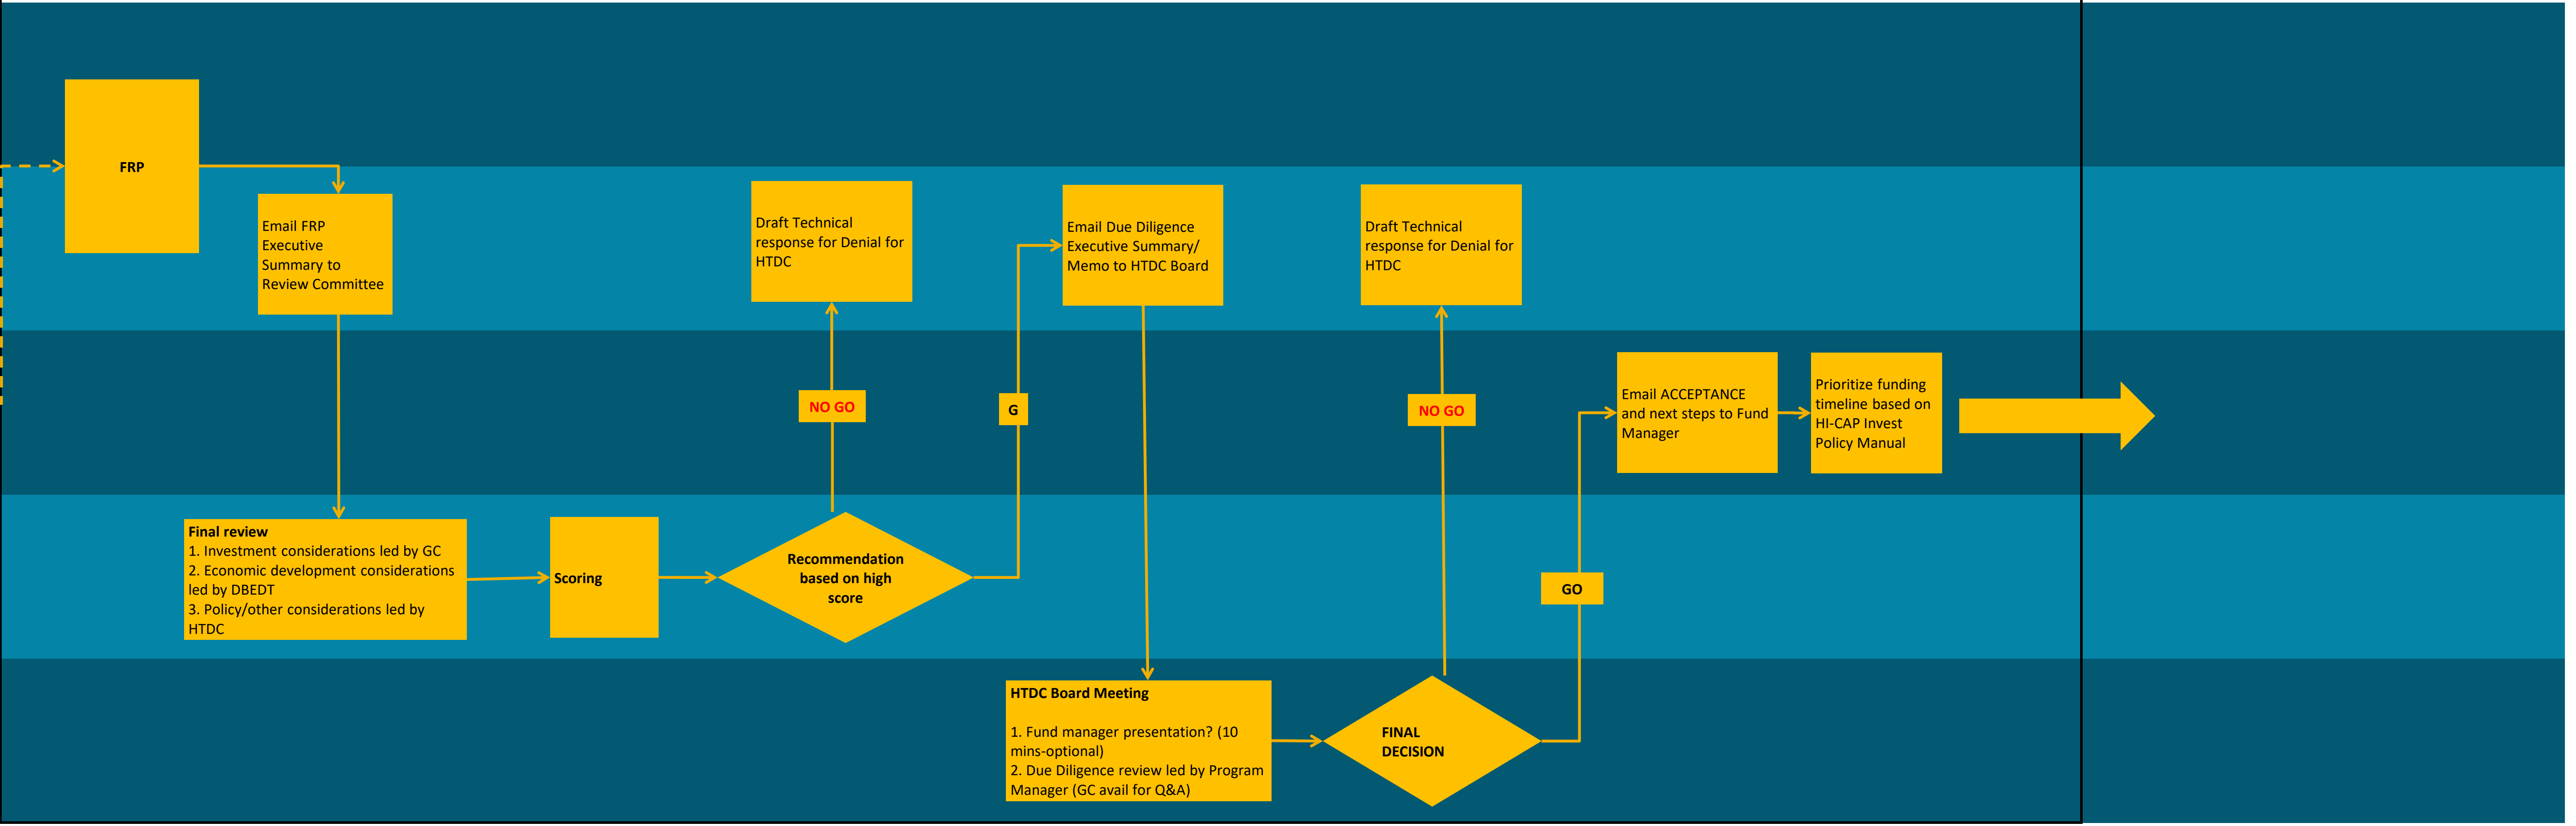 FRP
Email FRP
Executive
Summary to
Review Committee
Final review
1. Investment considerations led by GC
2. Economic development considerations
led by DBEDT
3. Policy/other considerations led by
HTDC
Scoring
Recommendation
based on high
score
NO GO
Draft Technical
response for Denial for
HTDC
G
Email Due Diligence
Executive Summary/
Memo to HTDC Board
HTDC Board Meeting
1. Fund manager presentation? (10
mins-optional)
2. Due Diligence review led by Program
Manager (GC avail for Q&A)
FINAL
DECISION
NO GO
Draft Technical
response for Denial for
HTDC
GO
Email ACCEPTANCE
and next steps to Fund
Manager
Prioritize funding
timeline based on
HI-CAP Invest
Policy Manual